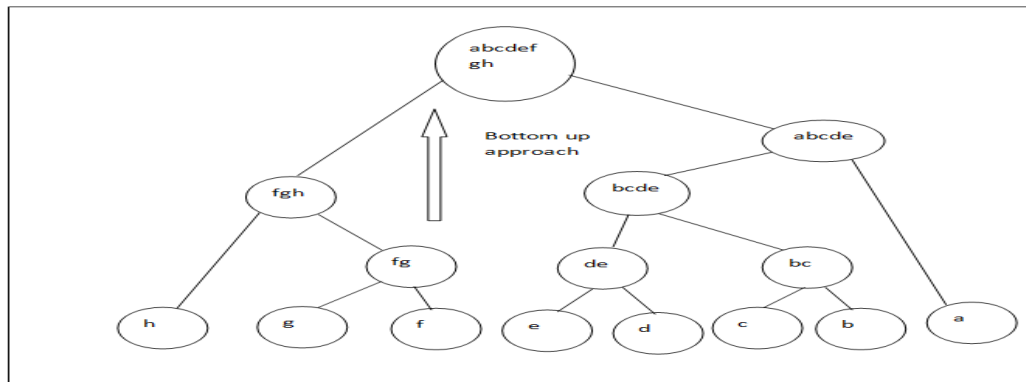 abcdef
gh
Bottom up
approach
abcde
fgh
bcde
fg
de
bc
h
g
f
e
d
c
b
a